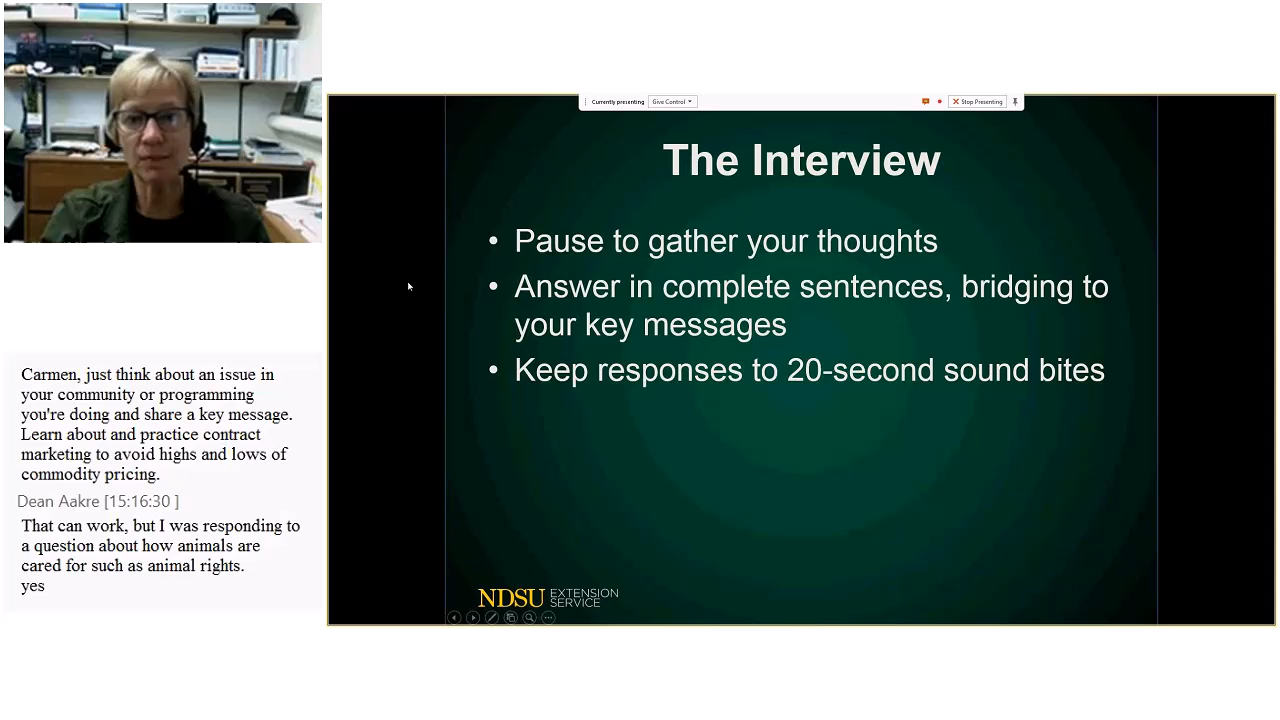 Currently presenting Give Control Stop Presenting
The Interview
• Pause to gather your thoughts
• Answer in complete sentences, bridging to
your key messages
• Keep responses to 20-second sound bites
NDSU EXTENSION
SERVICE
Carmen, just think about an issue in
your community or programming
you're doing and share a key message.
Learn about and practice contract
marketing to avoid highs and lows of
commodity pricing.
Dean Aakre [15:16:30 ]
That can work, but I was responding to
a question about how animals are
cared for such as animal rights.
yes